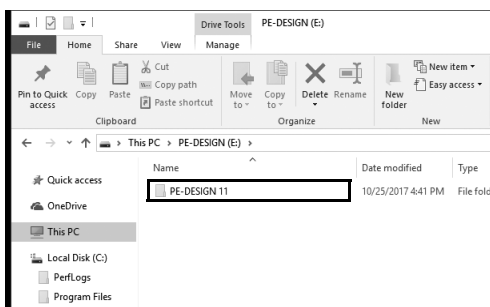 Drive Tools PE-DESIGN (E:)
File Home Share View Manage
Pin to Quick access
Copy
Paste
Cut
Copy path
Paste shortcut
Move to
Copy to
Delete
Rename
New folder
New item
Easy access
Clipboard Organize New
This PC > PE-DESIGN (E:) >
Name Date modified Type
PE-DESIGN 11 10/25/2017 4:41 PM File fold
Quick access
OneDrive
This PC
Local Disk (C:)
PerfLogs
Program Files